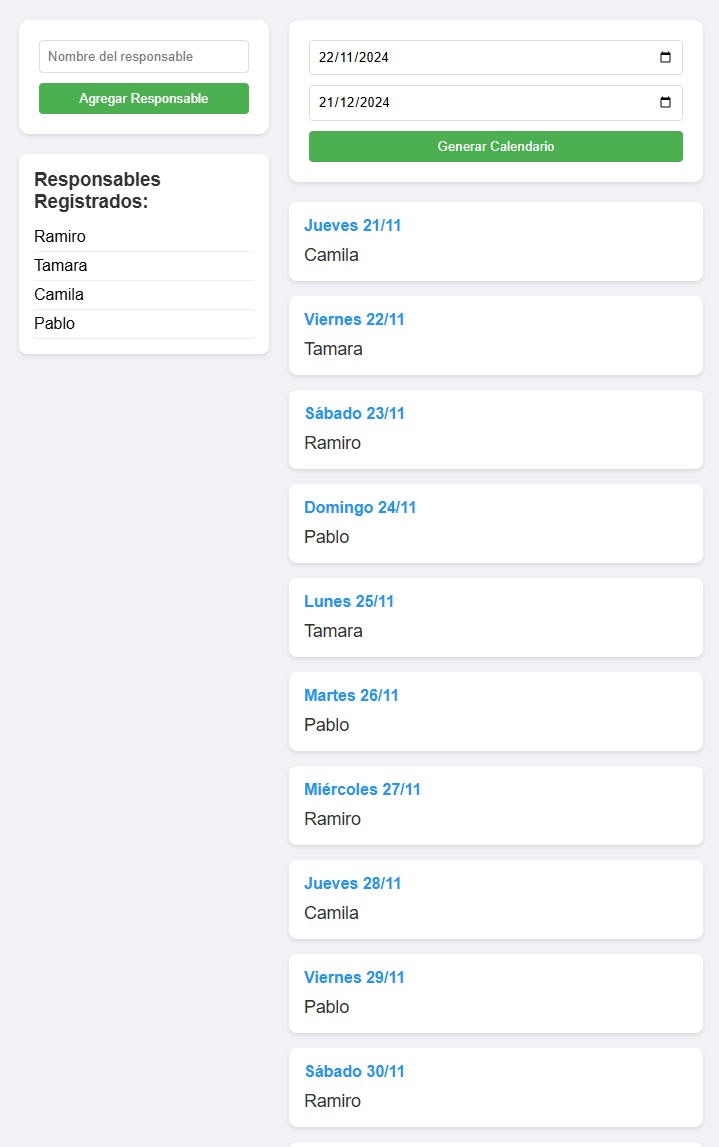 Nombre del responsable
Agregar Responsable
Responsables
Registrados:
Ramiro
Tamara
Camila
Pablo
22/11/2024
21/12/2024
Generar Calendario
Jueves 21/11
Camila
Viernes 22/11
Tamara
Sábado 23/11
Ramiro
Domingo 24/11
Pablo
Lunes 25/11
Tamara
Martes 26/11
Pablo
Miércoles 27/11
Ramiro
Jueves 28/11
Camila
Viernes 29/11
Pablo
Sábado 30/11
Ramiro